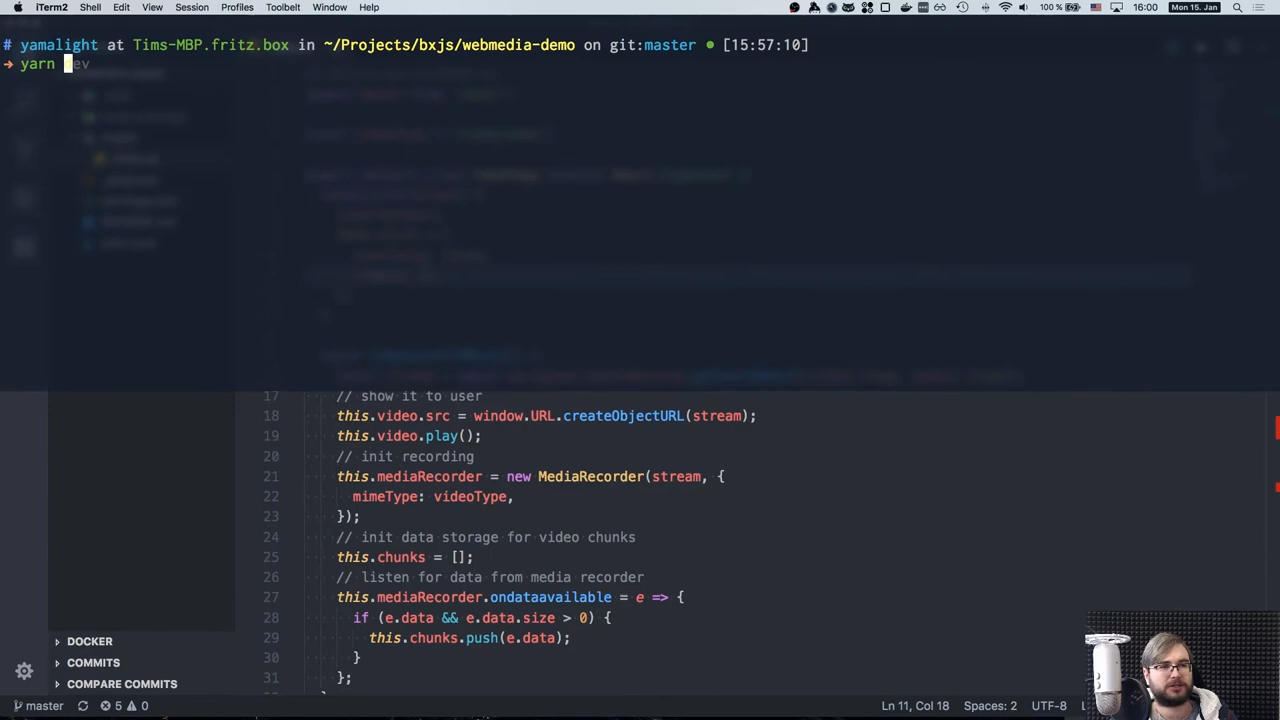 iTerm2 Shell Edit View Session Profiles Toolbelt Window Help 100 % 16:00 Mon 15. Jan
# yamalight at Tims-MBP.fritz.box in ~/Projects/bxjs/webmedia-demo on git:master ● [15:57:10]
➜ yarn dev
17 // show it to user
18 this.video.src = window.URL.createObjectURL(stream);
19 this.video.play();
20 // init recording
21 this.mediaRecorder = new MediaRecorder(stream, {
22 mimeType: videoType,
23 });
24 // init data storage for video chunks
25 this.chunks = [];
26 // listen for data from media recorder
27 this.mediaRecorder.ondataavailable = e => {
28 if (e.data && e.data.size > 0) {
29 this.chunks.push(e.data);
30 }
31 };
DOCKER
COMMITS
COMPARE COMMITS
master 5 0 Ln 11, Col 18 Spaces: 2 UTF-8